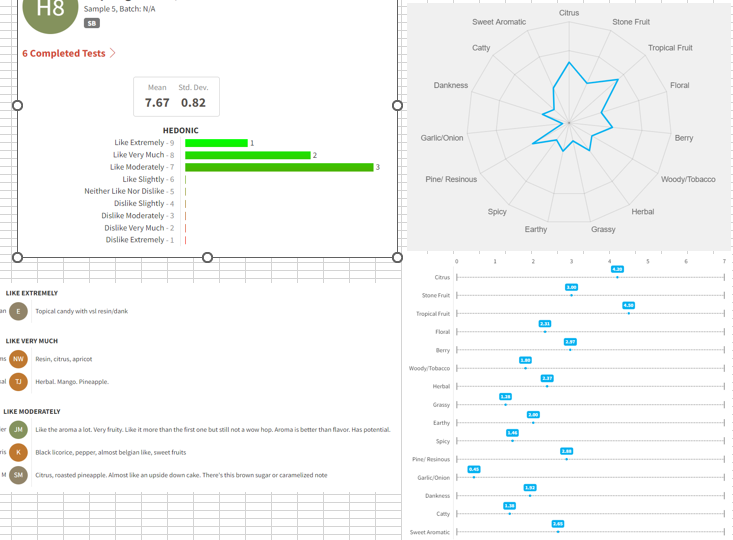 H8
Sample 5, Batch: N/A
SB
6 Completed Tests
Mean Std. Dev.
7.67 0.82
HEDONIC
Like Extremely - 9 1
Like Very Much - 8 2
Like Moderately - 7 3
Like Slightly - 6
Neither Like Nor Dislike - 5
Dislike Slightly - 4
Dislike Moderately - 3
Dislike Very Much - 2
Dislike Extremely - 1
LIKE EXTREMELY
E Topical candy with vsl resin/dank
LIKE VERY MUCH
NW Resin, citrus, apricot
TJ Herbal. Mango. Pineapple.
LIKE MODERATELY
JM Like the aroma a lot. Very fruity. Like it more than the first one but still not a wow hop. Aroma is better than flavor. Has potential.
K Black licorice, pepper, almost belgian like, sweet fruits
M SM Citrus, roasted pineapple. Almost like an upside down cake. There's this brown sugar or caramelized note
Citrus
Stone Fruit
Tropical Fruit
Floral
Berry
Woody/Tobacco
Herbal
Grassy
Earthy
Spicy
Pine/ Resinous
Garlic/Onion
Dankness
Catty
Sweet Aromatic
0 1 2 3 4 5 6 7
Citrus
Stone Fruit 3.00
Tropical Fruit
Floral
Berry
Woody/Tobacco
Herbal
Grassy
Earthy 2.00
Spicy
Pine/ Resinous
Garlic/Onion
Dankness
Catty
Sweet Aromatic